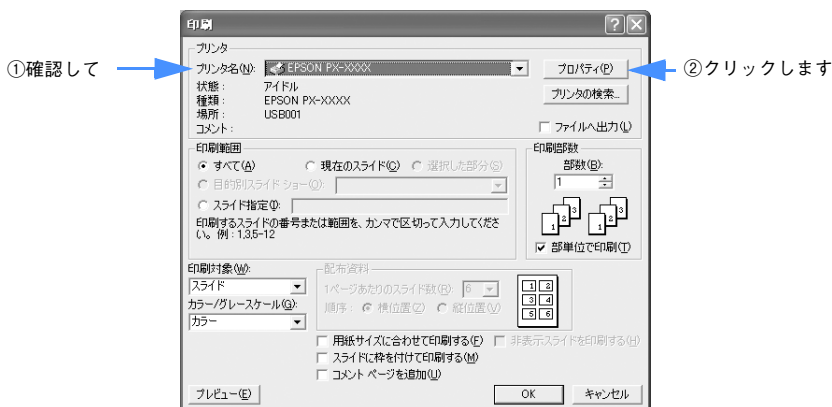 印刷
プリンタ
①確認して
プリンタ名(N): EPSON PX-XXXX
プロパティ(P)
②クリックします
状態： アイドル
種類： EPSON PX-XXXX
プリンタの検索...
場所： USB001
コメント：
ファイルへ出力(L)
印刷範囲
すべて(A) 現在のスライド(C) 選択した部分(S)
目的別スライド ショー(O):
スライド指定(I):
印刷するスライドの番号または範囲を、カンマで区切って入力してくださ
い。例：1,3,5-12
印刷部数
部数(B):
1
1 2 3 1 2 3
部単位で印刷(T)
印刷対象(W):
スライド
カラー/グレースケール(G):
カラー
配布資料
1ページあたりのスライド数(R): 6
順序： 横位置(Z) 縦位置(V)
1 2
3 4
5 6
用紙サイズに合わせて印刷する(F) 非表示スライドを印刷する(H)
スライドに枠を付けて印刷する(M)
コメント ページを追加(U)
プレビュー(E) OK キャンセル